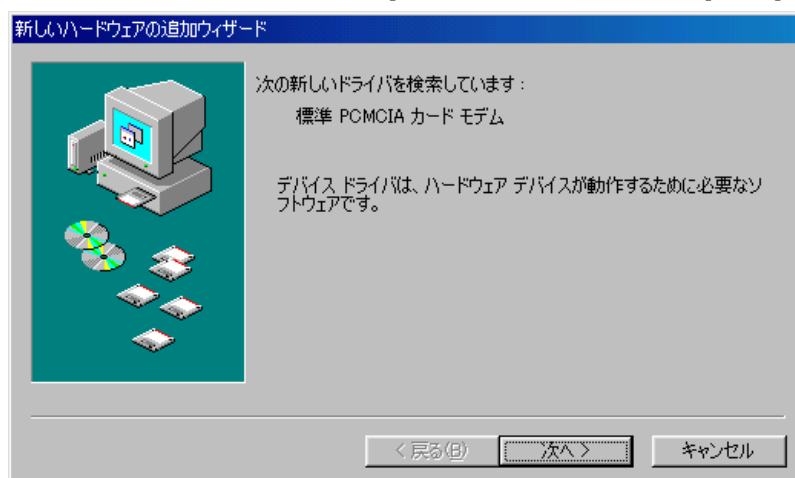 新しいハードウェアの追加ウィザード
次の新しいドライバを検索しています:
標準 PCMCIA カード モデム
デバイス ドライバは、ハードウェア デバイスが動作するために必要なソ
フトウェアです。
< 戻る(B) 次へ > キャンセル